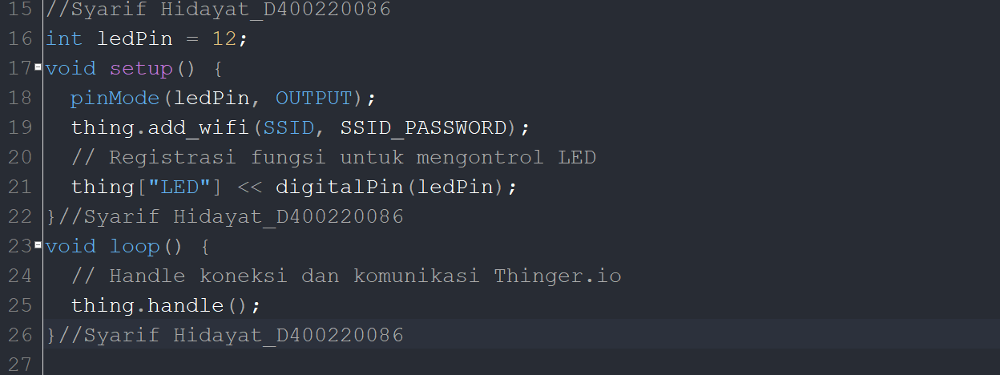 15 //Syarif Hidayat_D400220086
16 int ledPin = 12;
17 void setup() {
18   pinMode(ledPin, OUTPUT);
19   thing.add_wifi(SSID, SSID_PASSWORD);
20   // Registrasi fungsi untuk mengontrol LED
21   thing["LED"] << digitalPin(ledPin);
22 }//Syarif Hidayat_D400220086
23 void loop() {
24   // Handle koneksi dan komunikasi Thinger.io
25   thing.handle();
26 }//Syarif Hidayat_D400220086
27